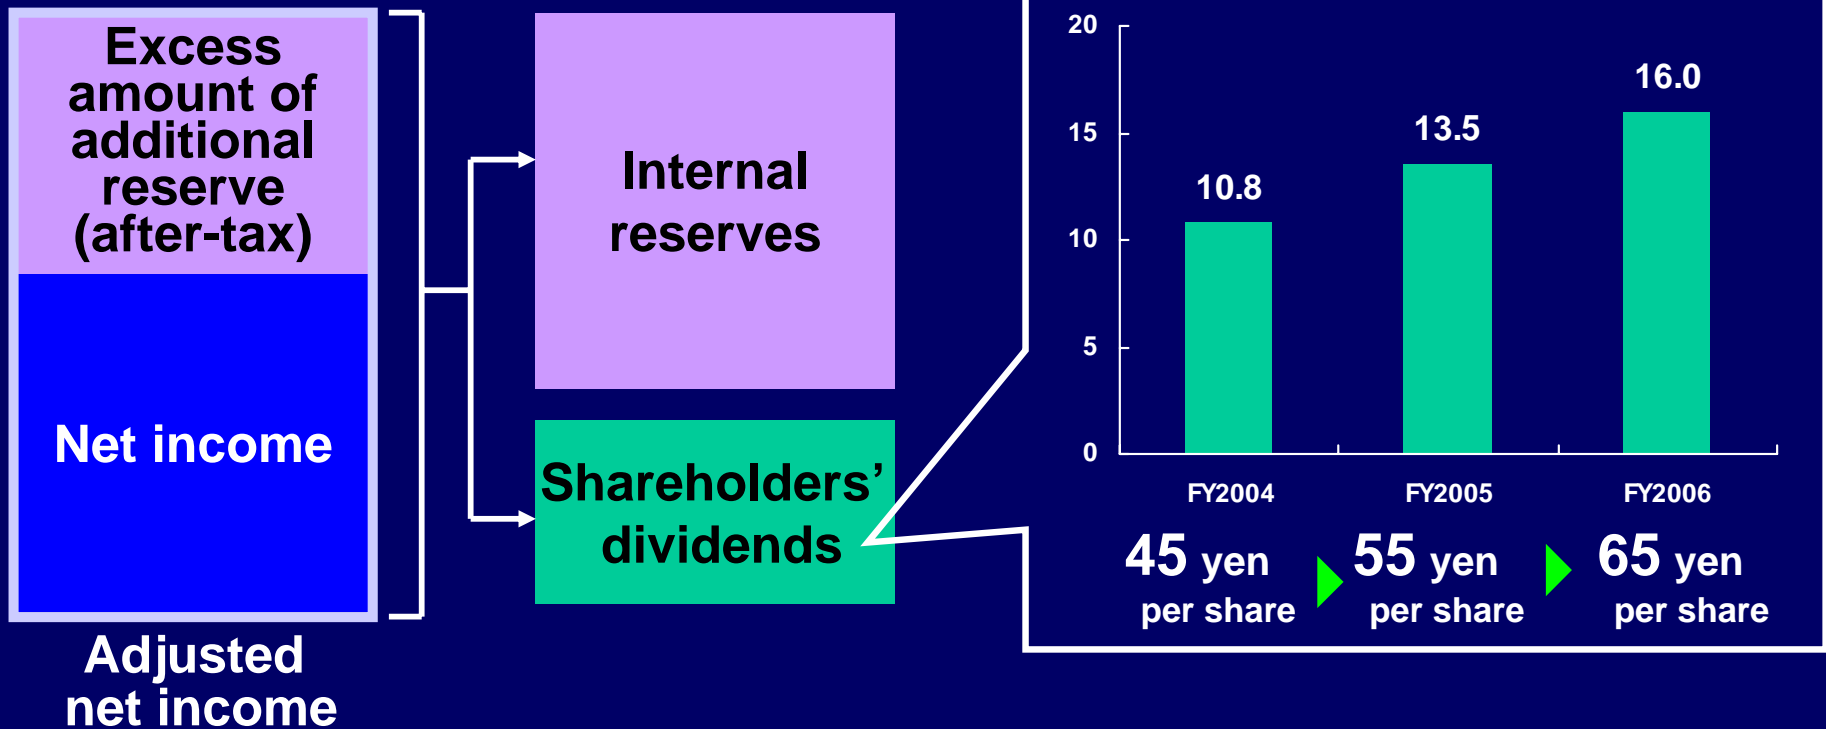 Excess
amount of
additional
reserve
(after-tax)
Net income
Adjusted
net income
Internal
reserves
Shareholders’
dividends
20
15
10
5
0
10.8
13.5
16.0
FY2004
FY2005
FY2006
45 yen
per share
55 yen
per share
65 yen
per share